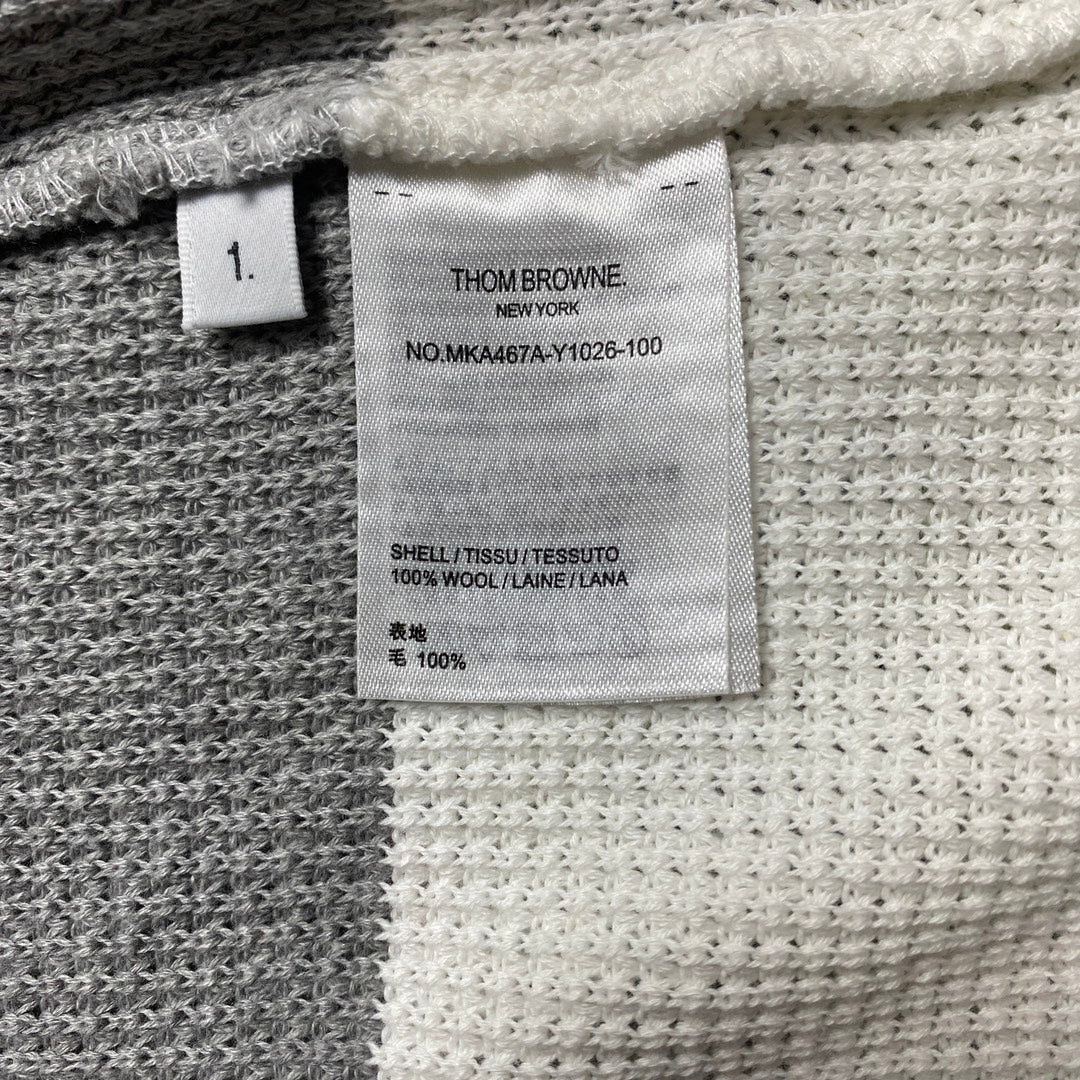 1.
THOM BROWNE.
NEW YORK
NO.MKA467A-Y1026-100
SHELL / TISSU / TESSUTO
100% WOOL / LAINE / LANA
表地
毛 100%